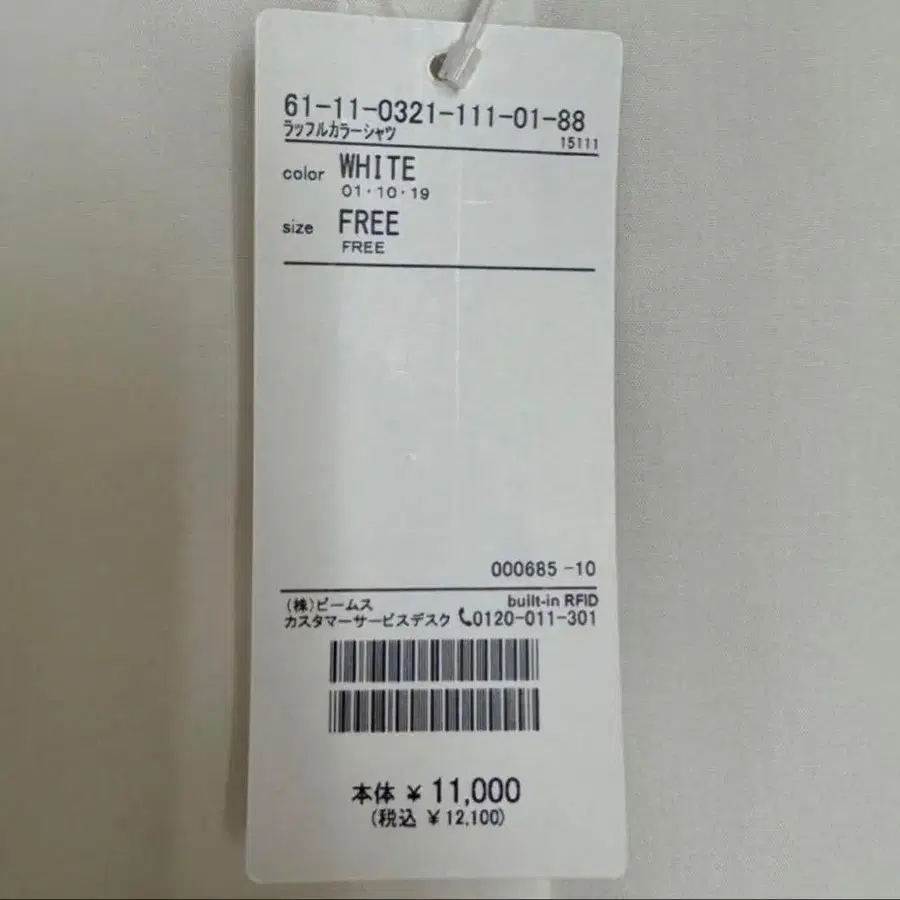 61-11-0321-111-01-88
ラッフルカラーシャツ
15111
color WHITE
01・10・19
size FREE
FREE
000685 -10
(株)ビームス built-in RFID
カスタマーサービスデスク 0120-011-301
本体 ¥ 11,000
(税込 ¥ 12,100)